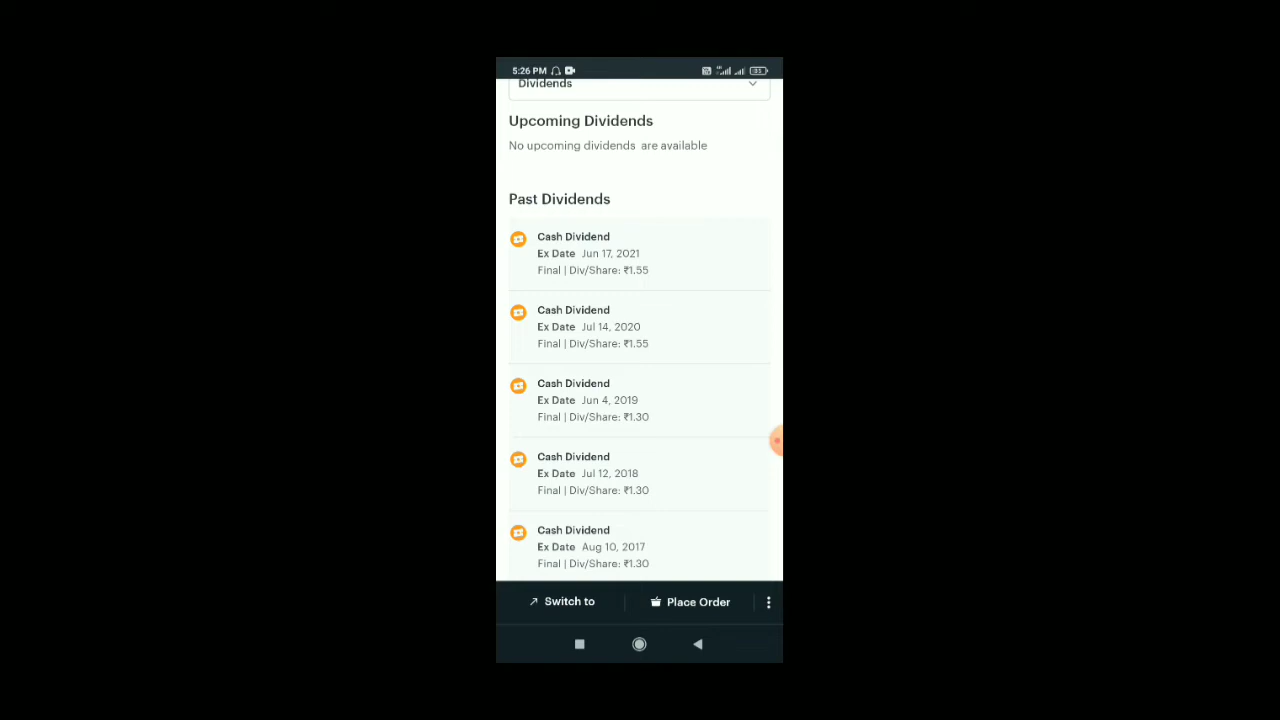 5:26 PM
Dividends
Upcoming Dividends
No upcoming dividends are available
Past Dividends
Cash Dividend
Ex Date Jun 17, 2021
Final | Div/Share: ₹1.55
Cash Dividend
Ex Date Jul 14, 2020
Final | Div/Share: ₹1.55
Cash Dividend
Ex Date Jun 4, 2019
Final | Div/Share: ₹1.30
Cash Dividend
Ex Date Jul 12, 2018
Final | Div/Share: ₹1.30
Cash Dividend
Ex Date Aug 10, 2017
Final | Div/Share: ₹1.30
Switch to Place Order